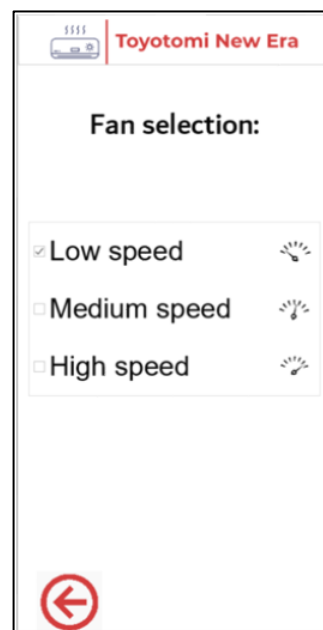 Toyotomi New Era
Fan selection:
Low speed
Medium speed
High speed